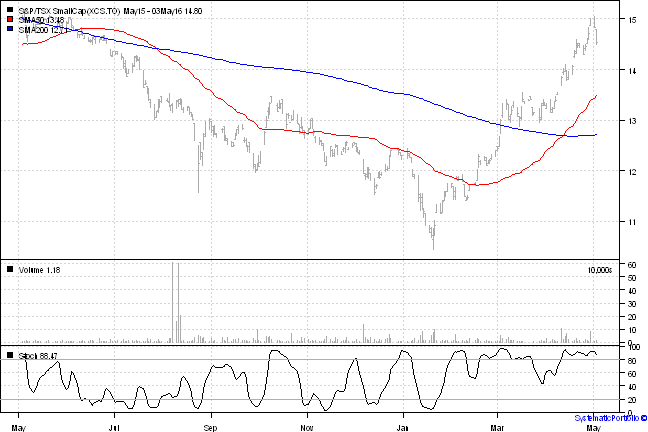 S&P/TSX SmallCap(XCS.TO) May15 - 03May16 14.80
SMA50 13.48
SMA200 12.71
15
14
13
12
11
Volume 1.18
10,000s
60
50
40
30
20
10
0
Stoch 88.47
100
80
60
40
20
0
May Jul Sep Nov Jan Mar May
SystematicPortfolio ©